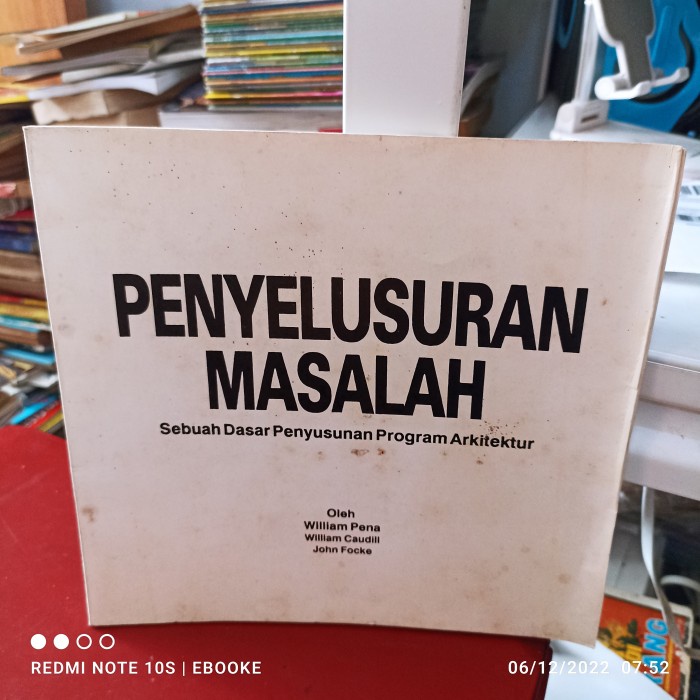 PENYELUSURAN
MASALAH
Sebuah Dasar Penyusunan Program Arkitektur
Oleh
William Pena
William Caudill
John Focke
REDMI NOTE 10S | EBOOKE
06/12/2022 07:52